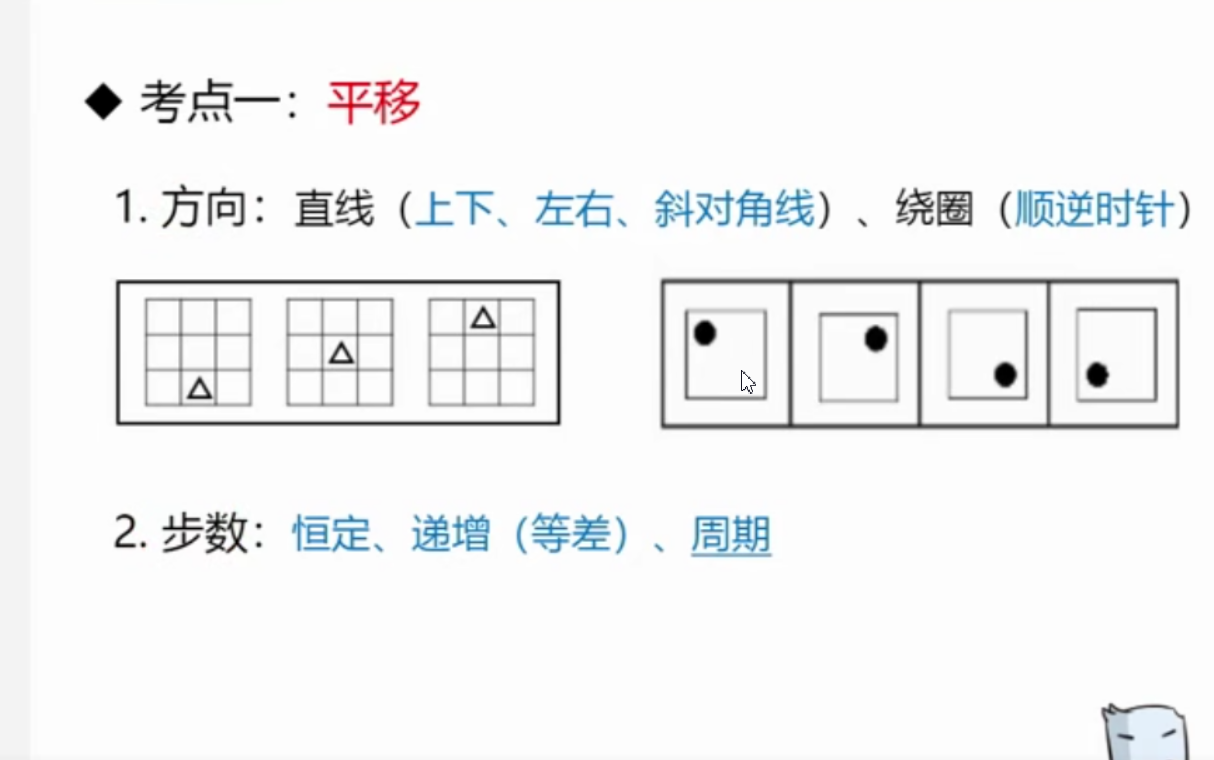 ◆ 考点一：平移
1. 方向：直线（上下、左右、斜对角线）、绕圈（顺逆时针）
2. 步数：恒定、递增（等差）、周期